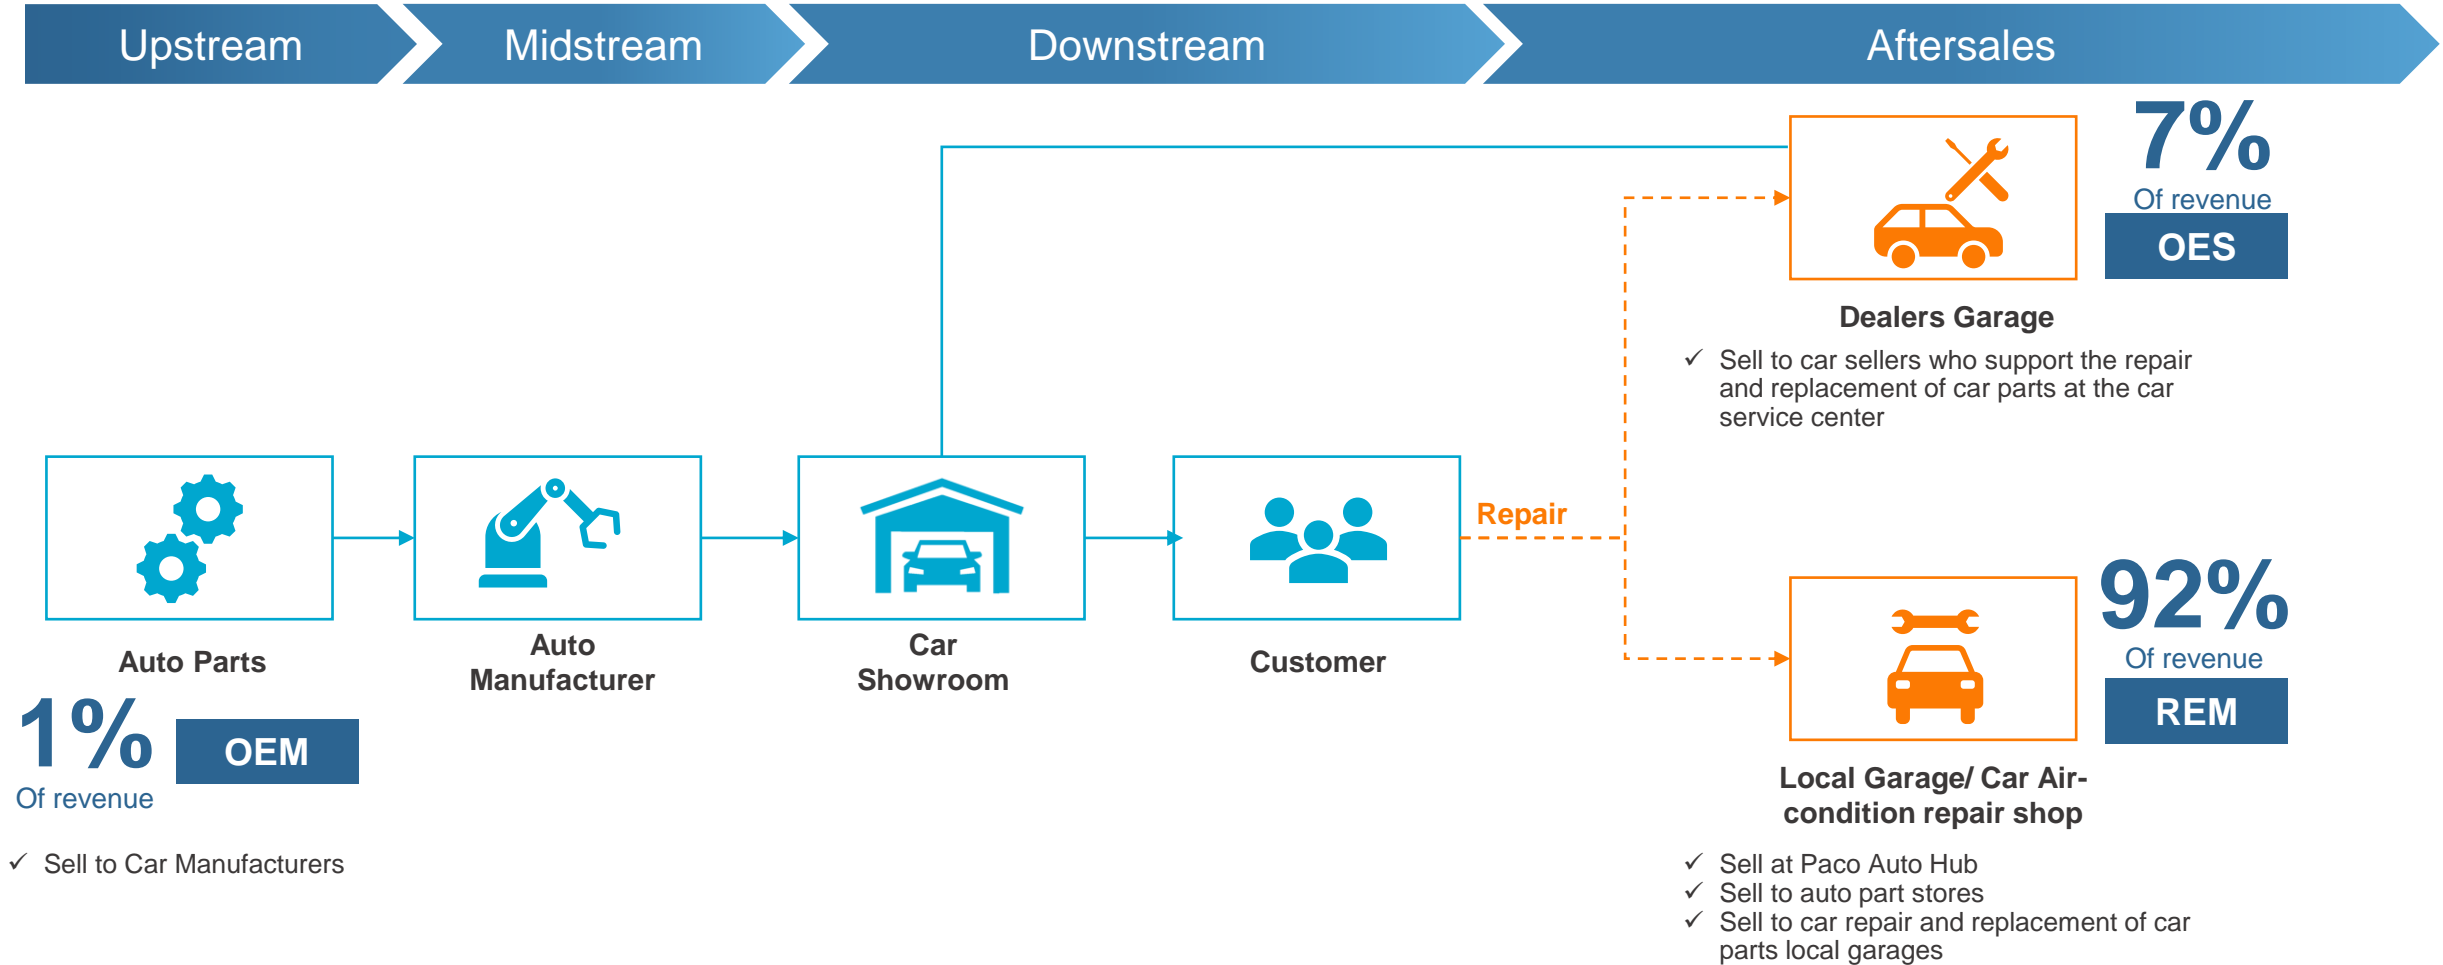 Upstream
Midstream
Downstream
Aftersales
7%
Of revenue
OES
Dealers Garage
✓ Sell to car sellers who support the repair
and replacement of car parts at the car
service center
Repair
Auto Parts
Auto
Manufacturer
Car
Showroom
Customer
1%
Of revenue
OEM
✓ Sell to Car Manufacturers
92%
Of revenue
REM
Local Garage/ Car Air-
condition repair shop
✓ Sell at Paco Auto Hub
✓ Sell to auto part stores
✓ Sell to car repair and replacement of car
parts local garages